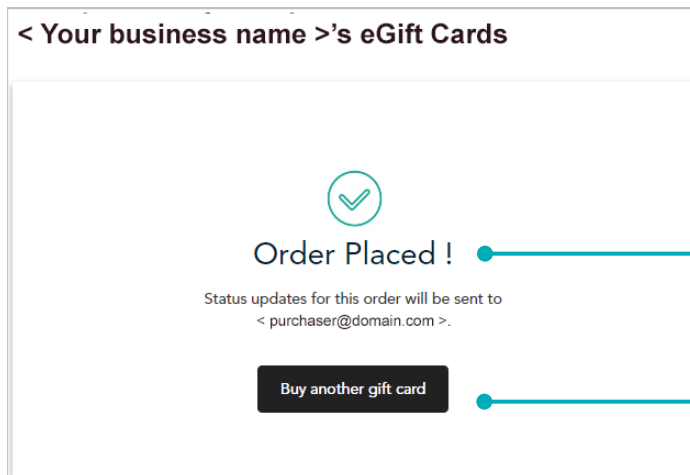 < Your business name >’s eGift Cards
Order Placed !
Status updates for this order will be sent to
< purchaser@domain.com >.
Buy another gift card